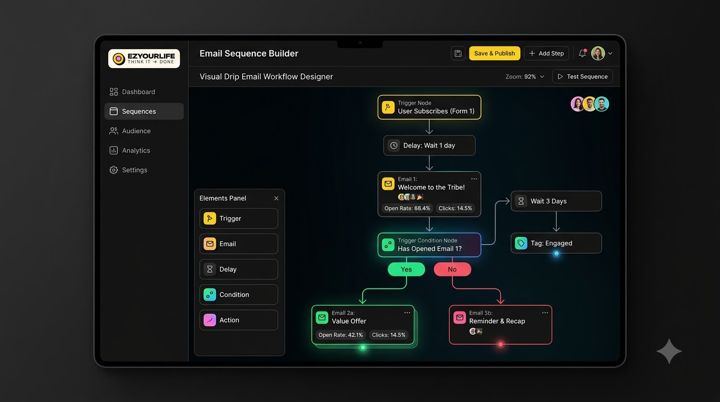 EZYOURLIFE
THINK IT → DONE
Email Sequence Builder
Save & Publish
+ Add Step
Visual Drip Email Workflow Designer
Zoom: 92%
Test Sequence
Dashboard
Sequences
Audience
Analytics
Settings
Elements Panel
Trigger
Email
Delay
Condition
Action
Trigger Node
User Subscribes (Form 1)
Delay: Wait 1 day
Email 1:
Welcome to the Tribe!
Open Rate: 68.4%
Clicks: 14.5%
Wait 3 Days
Trigger Condition Node
Has Opened Email 1?
Tag: Engaged
Yes
No
Email 2a:
Value Offer
Open Rate: 42.1%
Clicks: 14.5%
Email 5b:
Reminder & Recap